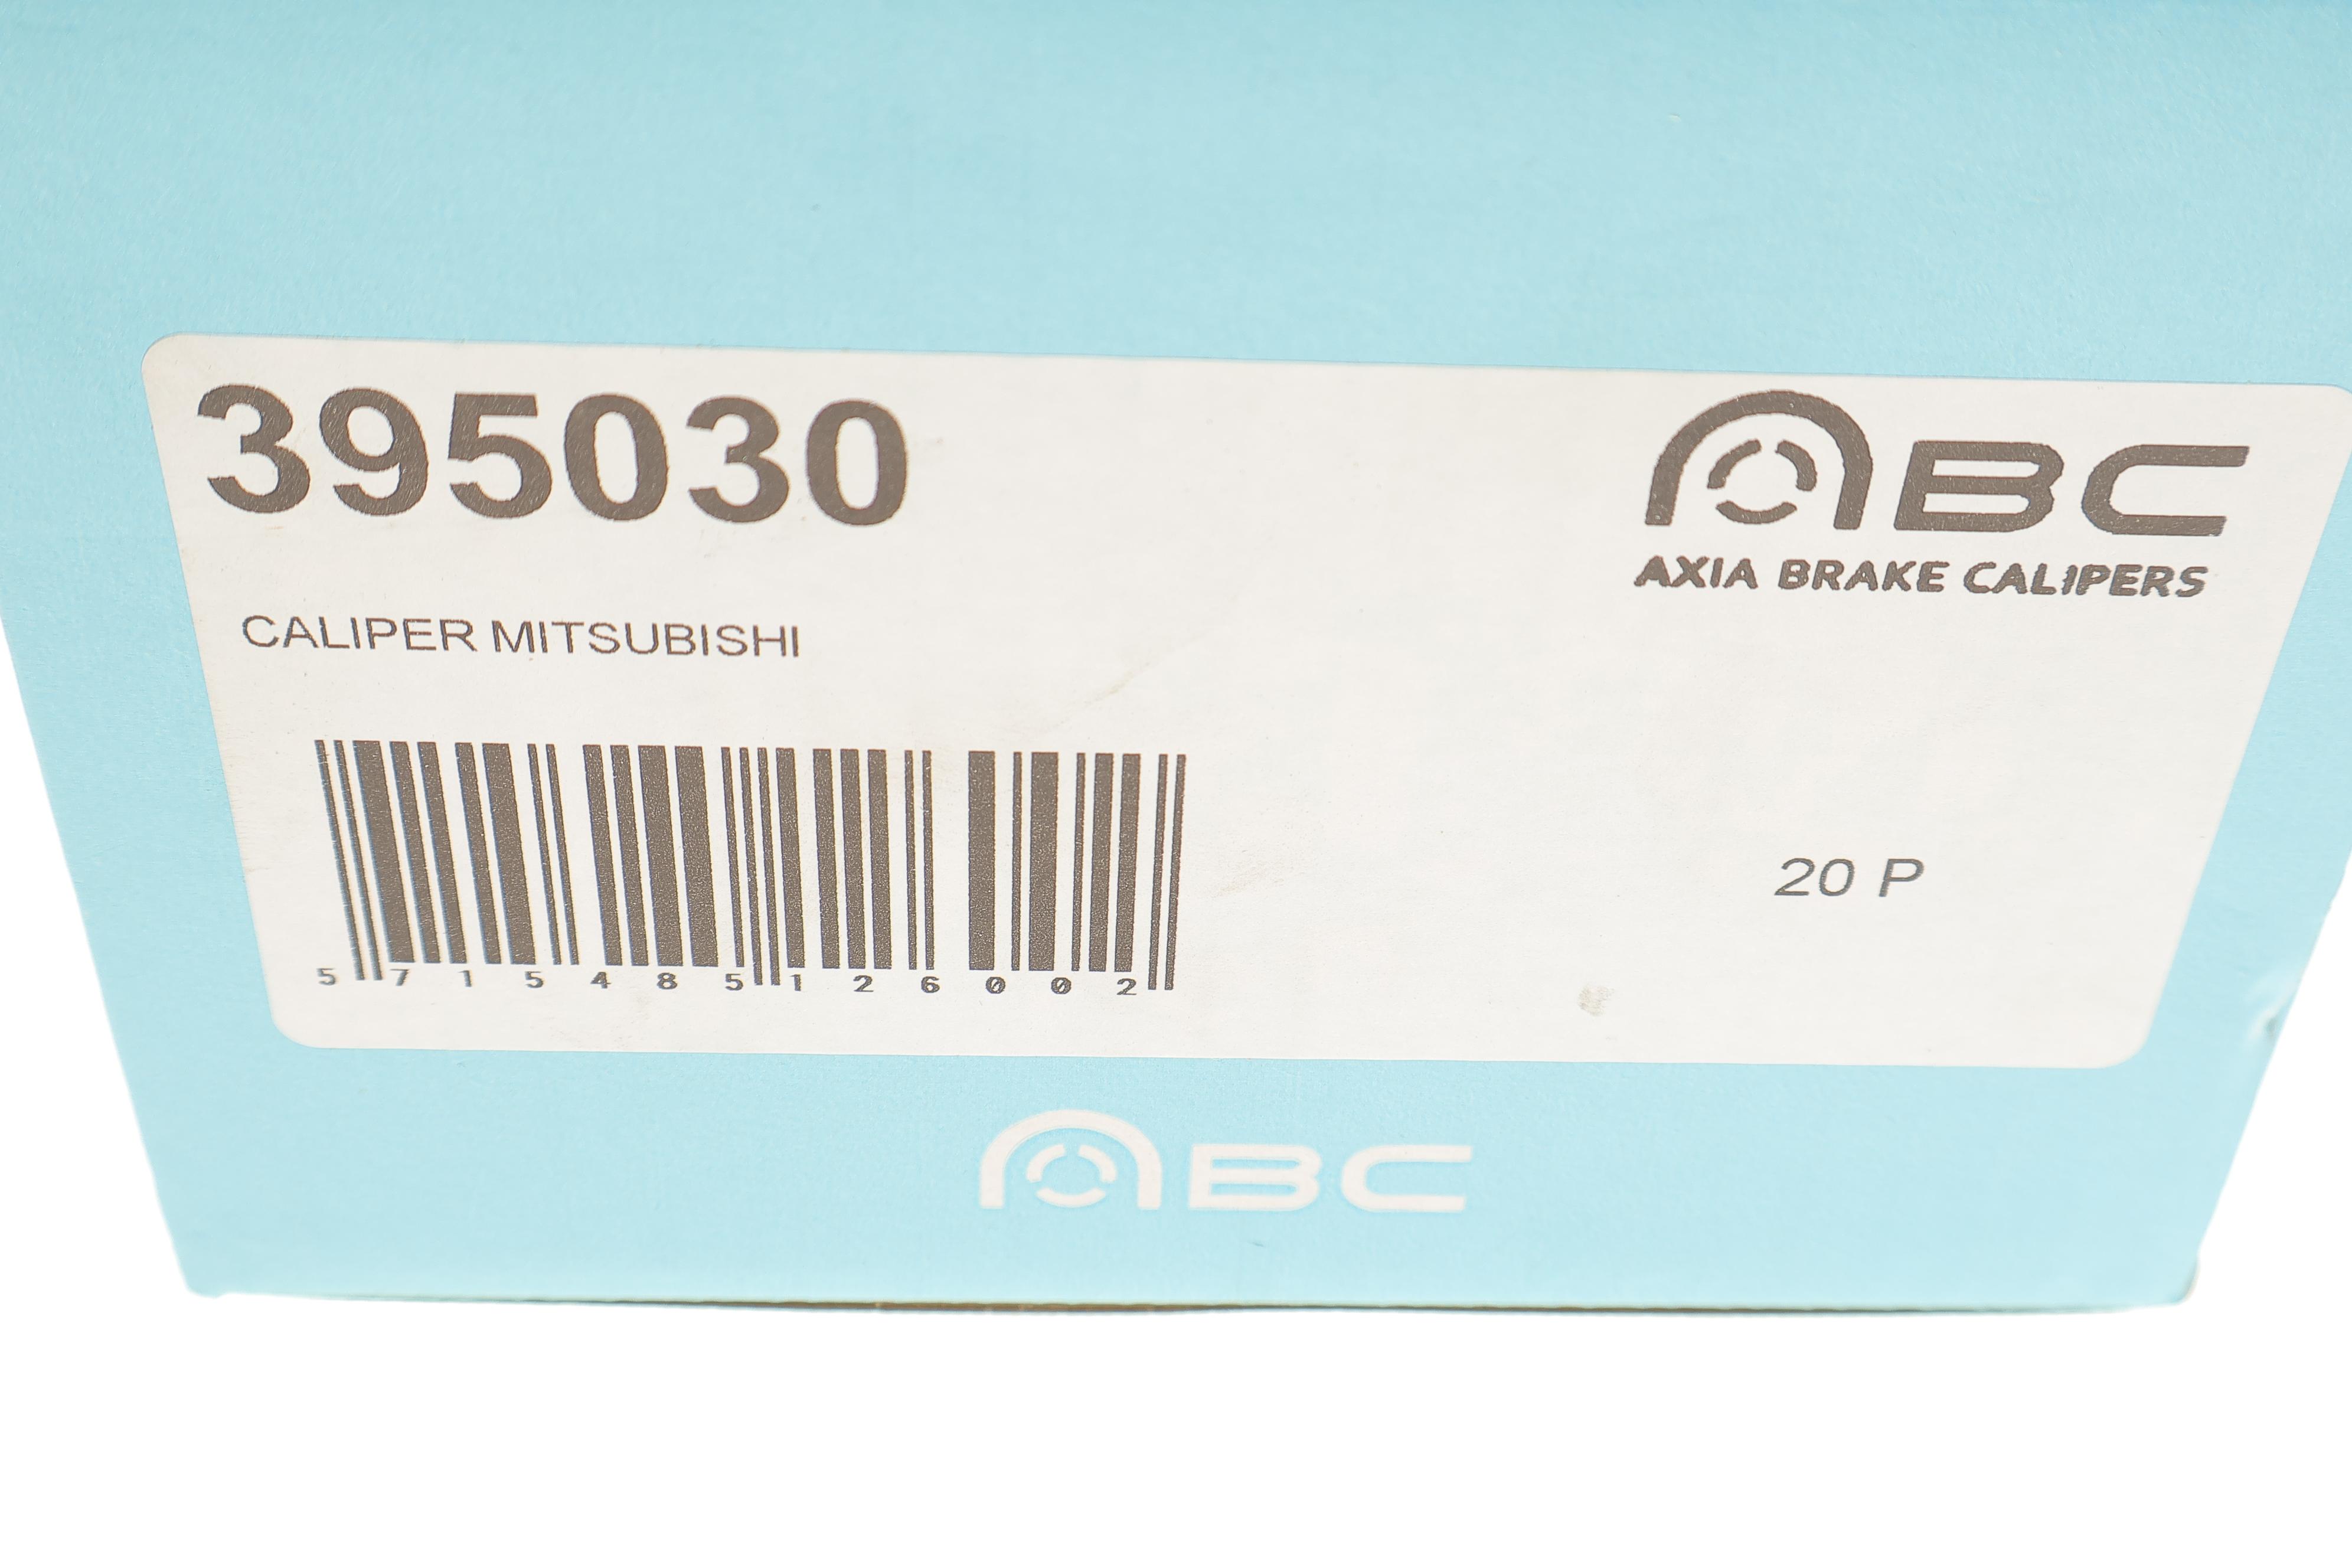 395030
ABC
AXIA BRAKE CALIPERS
CALIPER MITSUBISHI
20 P
5 715485 126002
ABC